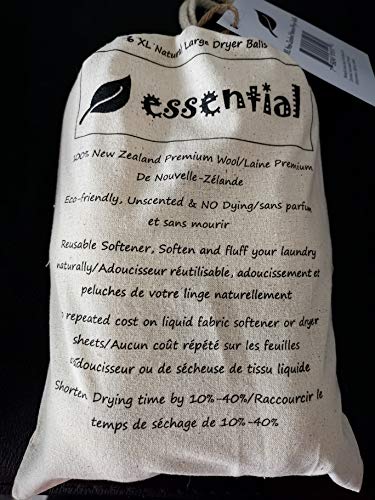 6 XL Natural Large Dryer Balls
essential
100% New Zealand Premium Wool/Laine Premium
De Nouvelle-Zélande
Eco-friendly, Unscented & NO Dying/sans parfum
et sans mourir
Reusable Softener, Soften and fluff your laundry
naturally/Adoucisseur réutilisable, adoucissement et
peluches de votre linge naturellement
repeated cost on liquid fabric softener or dryer
sheets/Aucun coût répété sur les feuilles
d'adoucisseur ou de sécheuse de tissu liquide
Shorten Drying time by 10%-40%/Raccourcir le
temps de séchage de 10%-40%